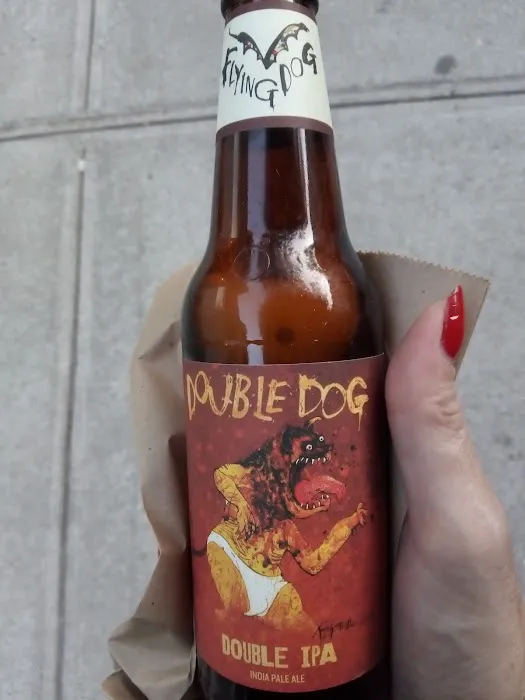 FLYING DOG
DOUBLE DOG
DOUBLE IPA
INDIA PALE ALE